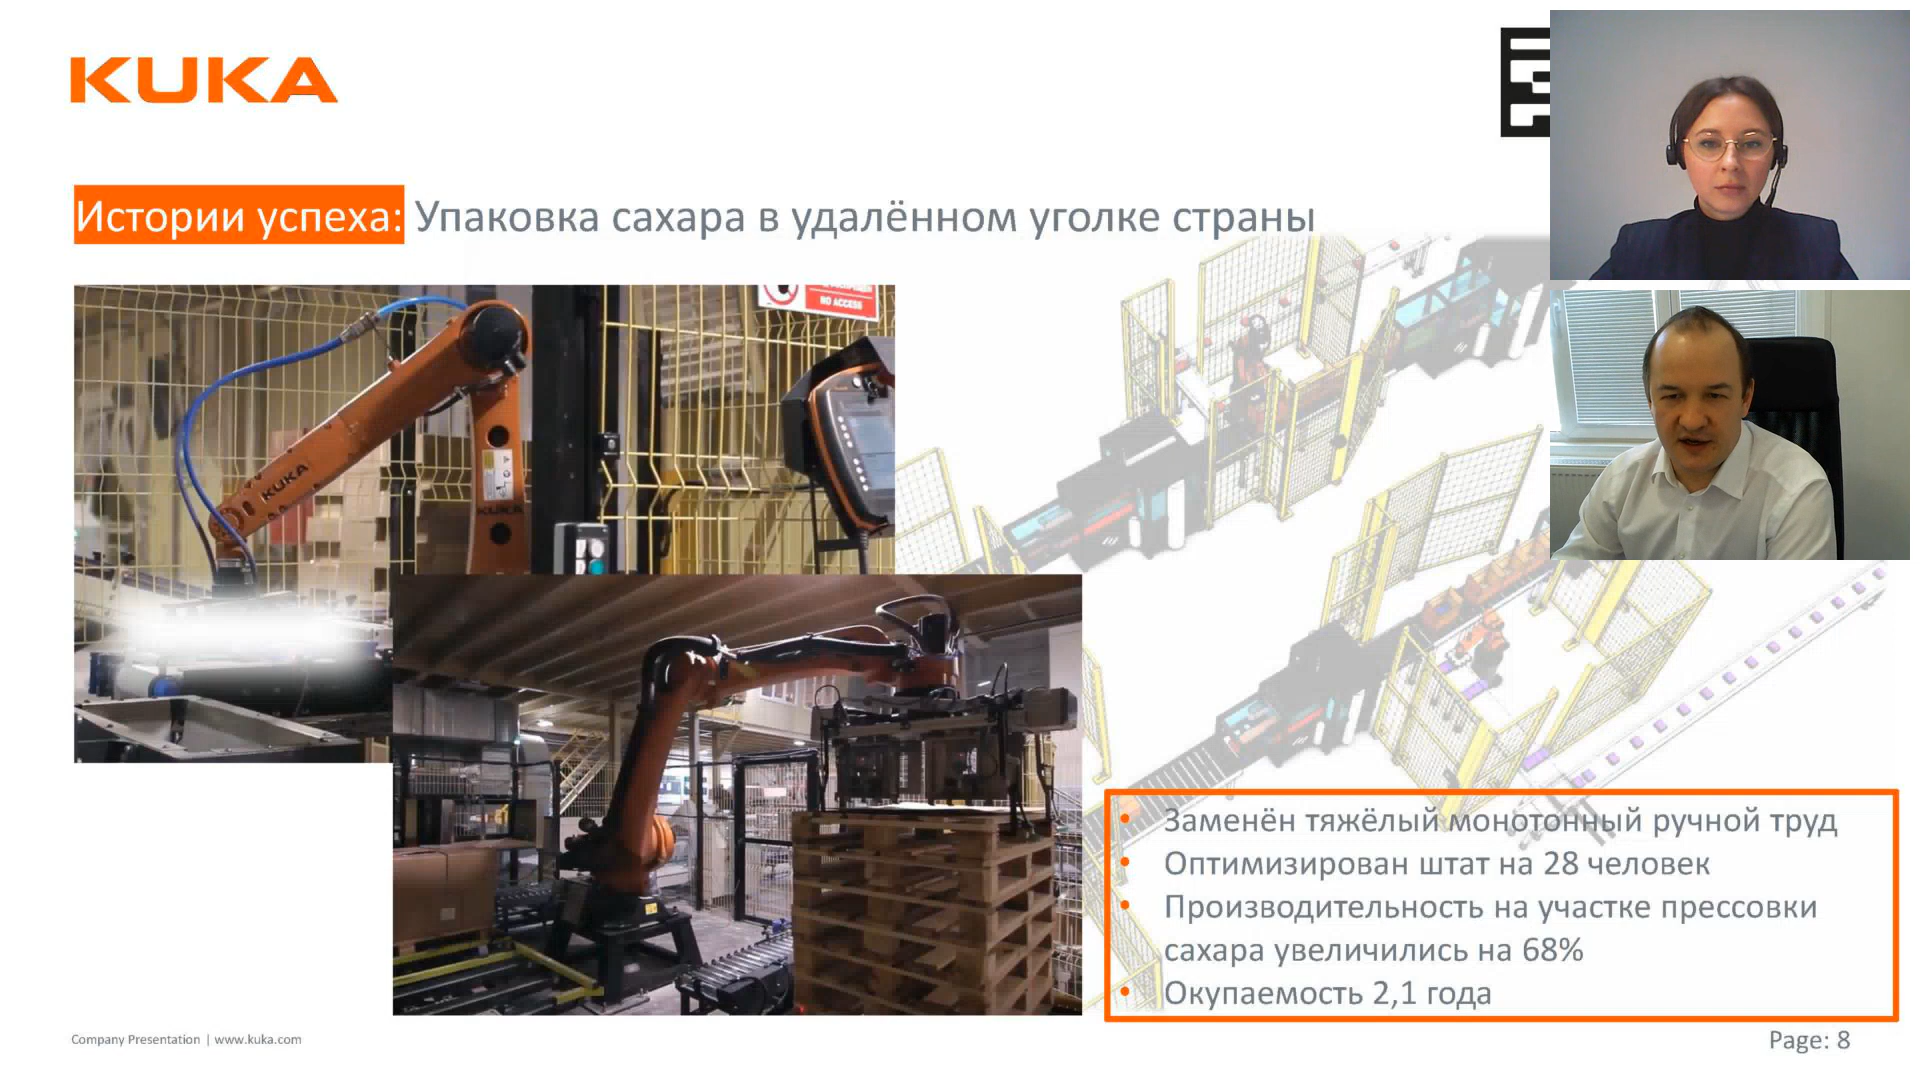 KUKA
Истории успеха: Упаковка сахара в удалённом уголке страны
NO ACCESS
KUKA
KUKA
• Заменён тяжёлый монотонный ручной труд
• Оптимизирован штат на 28 человек
• Производительность на участке прессовки
сахара увеличились на 68%
• Окупаемость 2,1 года
Company Presentation | www.kuka.com
Page: 8